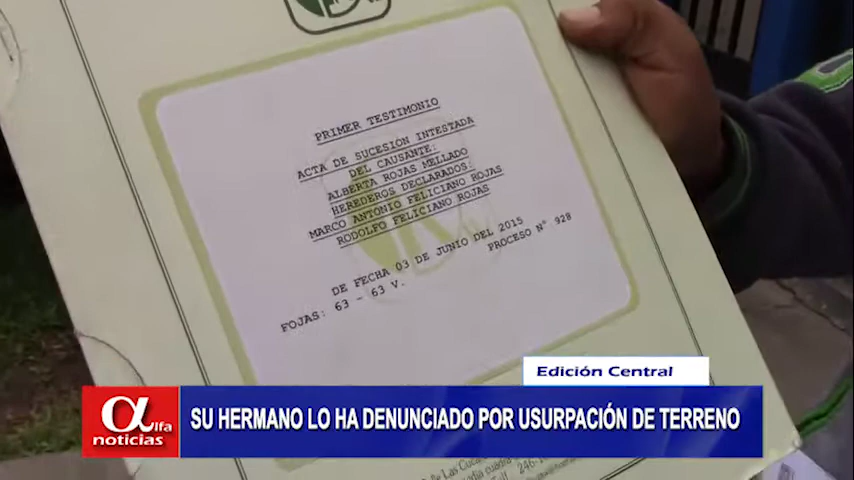 PRIMER TESTIMONIO
ACTA DE SUCESION INTESTADA
DEL CAUSANTE:
ALBERTA ROJAS MELLADO
HEREDEROS DECLARADOS:
MARCO ANTONIO FELICIANO ROJAS
RODOLFO FELICIANO ROJAS
DE FECHA 03 DE JUNIO DEL 2015
FOJAS: 63 - 63 V. PROCESO N° 928
Edición Central
αlfa
noticias
SU HERMANO LO HA DENUNCIADO POR USURPACIÓN DE TERRENO